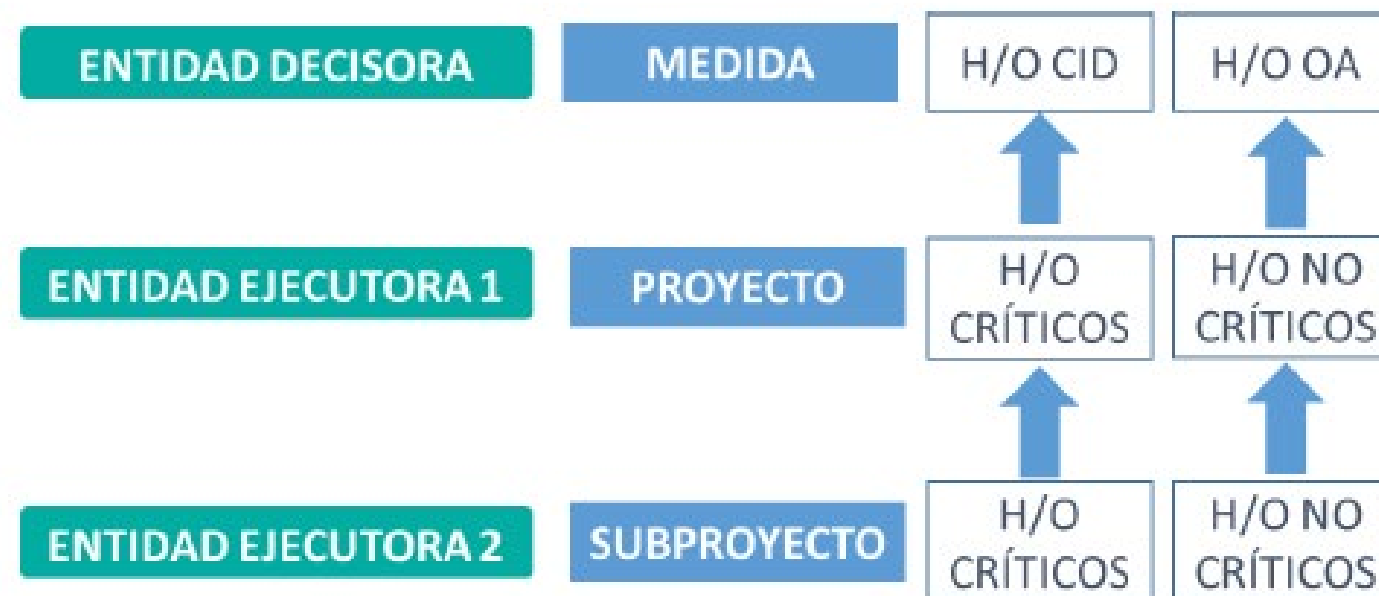 ENTIDAD DECISORA
MEDIDA
H/O CID
H/O OA
ENTIDAD EJECUTORA 1
PROYECTO
H/O
CRÍTICOS
H/O NO
CRÍTICOS
ENTIDAD EJECUTORA 2
SUBPROYECTO
H/O
CRÍTICOS
H/O NO
CRÍTICOS